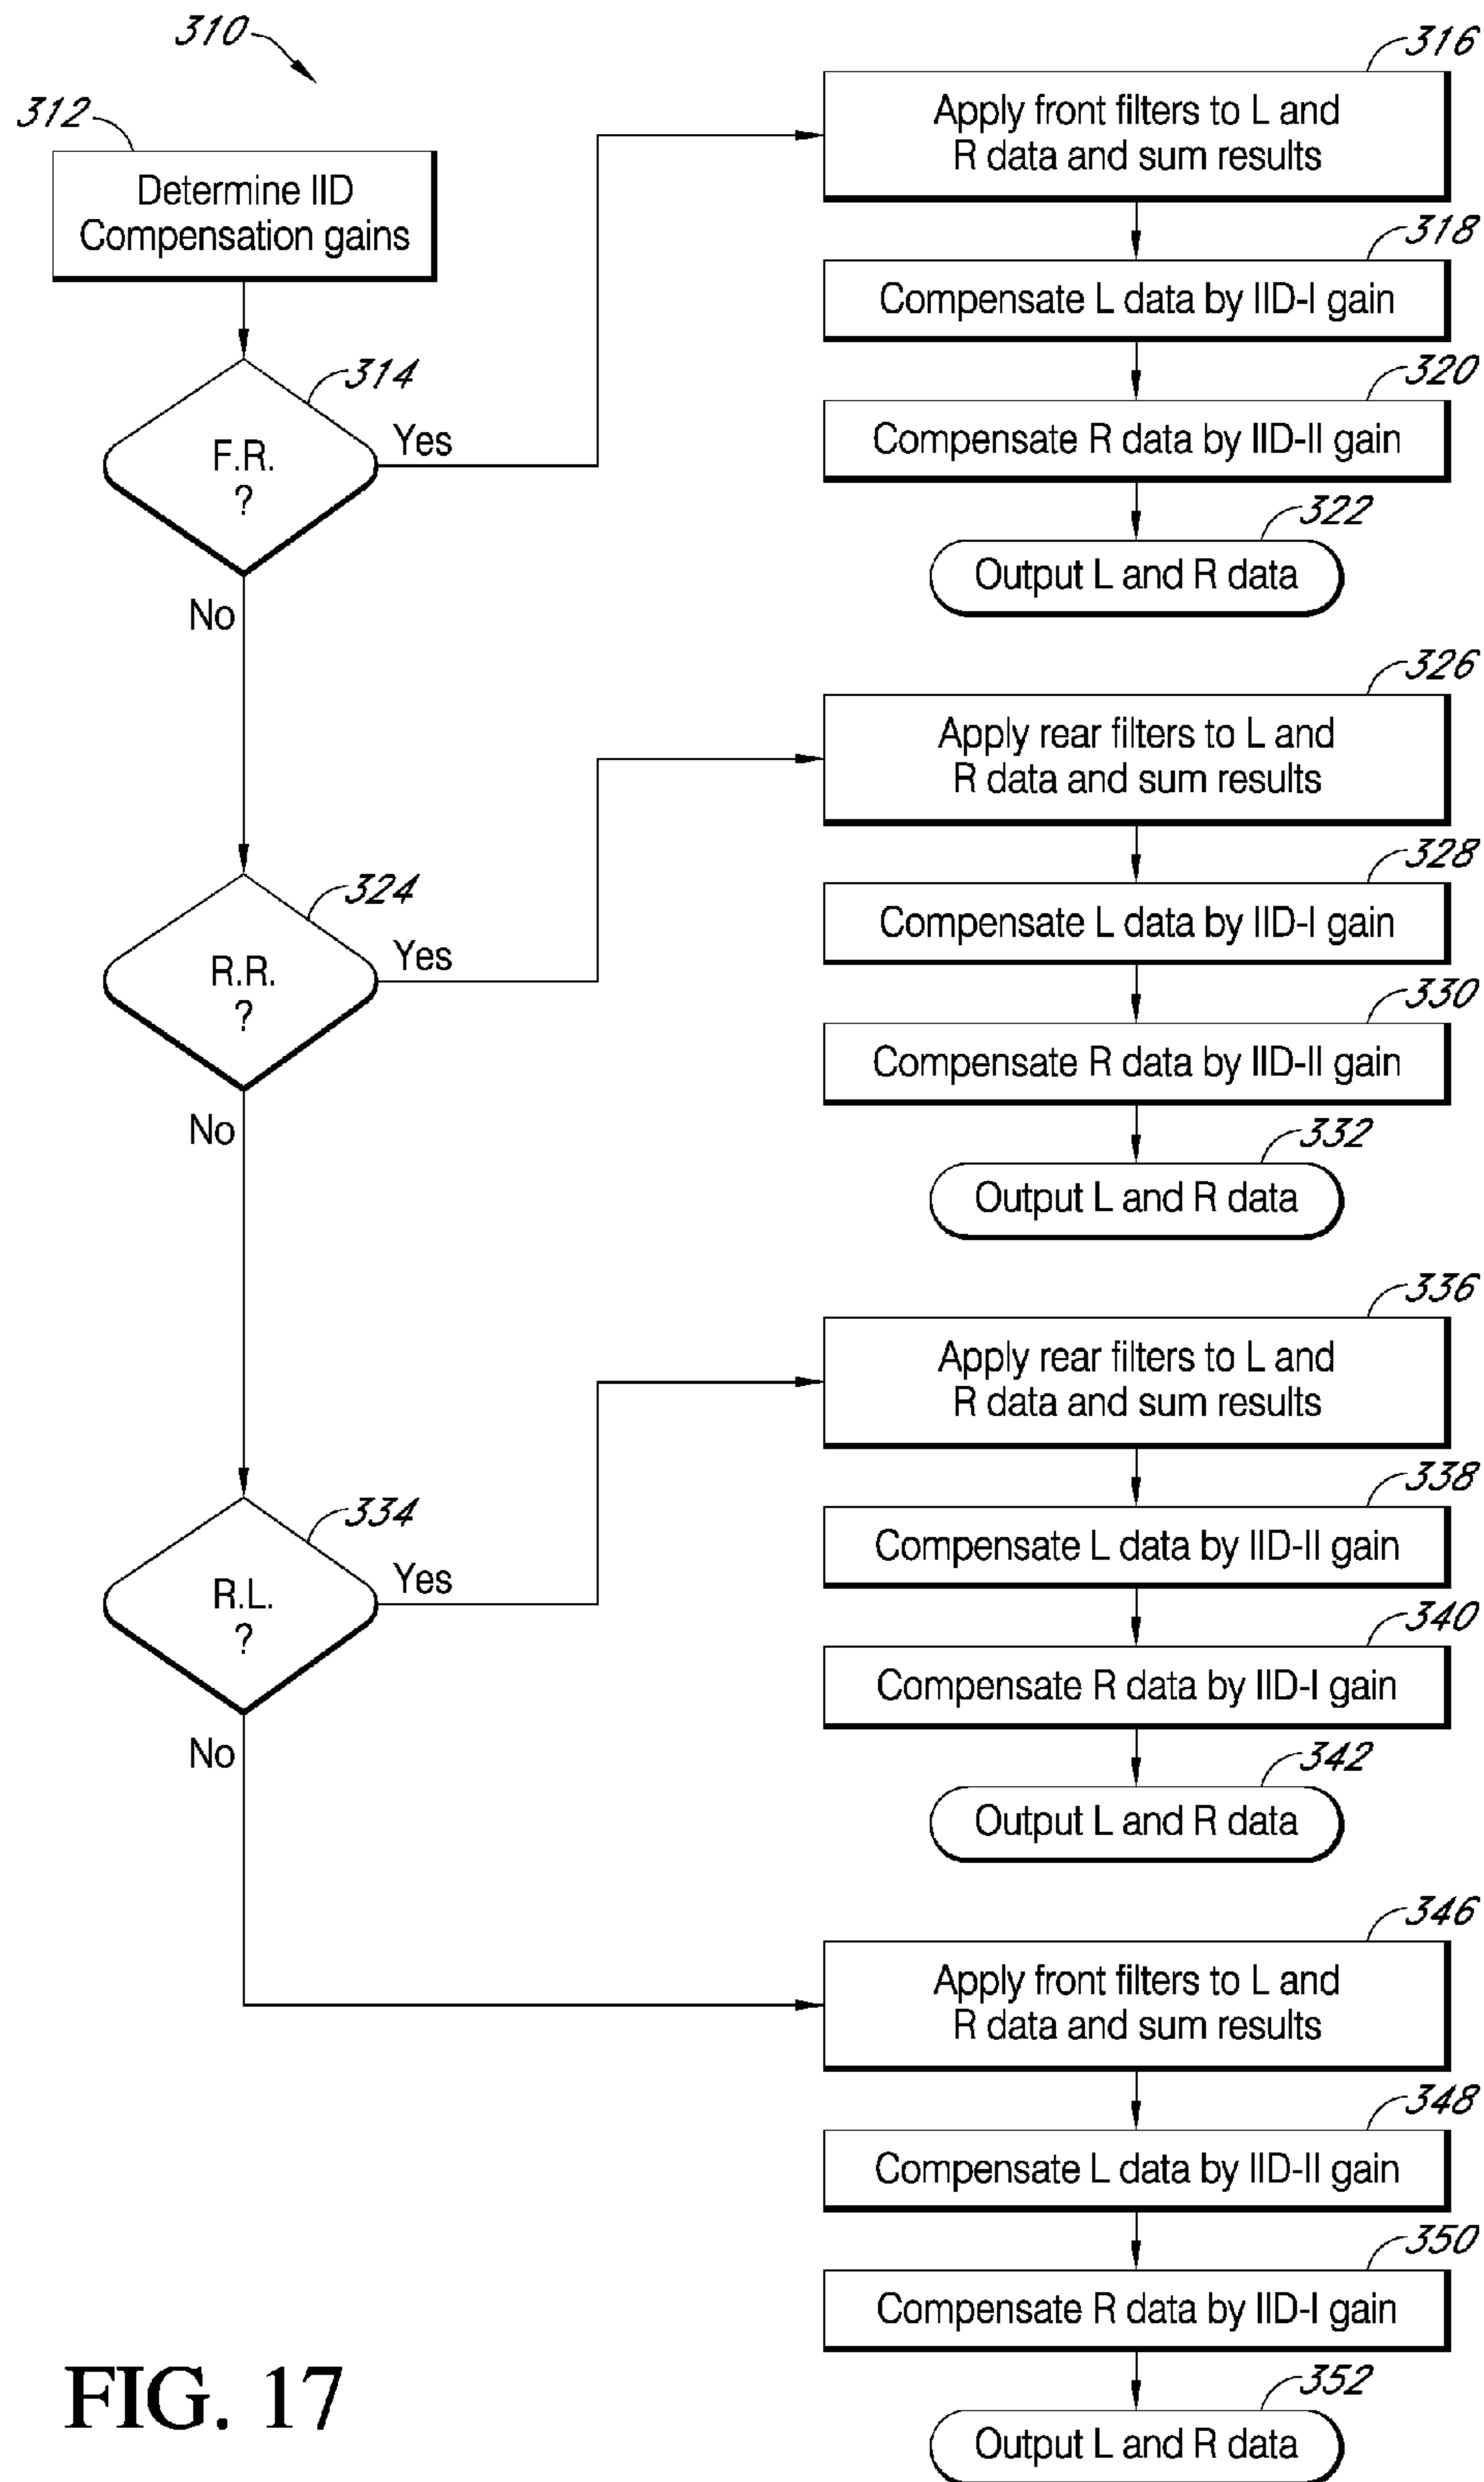 310
312
Determine IID
Compensation gains
314
F.R.
?
Yes
No
316
Apply front filters to L and
R data and sum results
318
Compensate L data by IID-I gain
320
Compensate R data by IID-II gain
322
Output L and R data
324
R.R.
?
Yes
No
326
Apply rear filters to L and
R data and sum results
328
Compensate L data by IID-I gain
330
Compensate R data by IID-II gain
332
Output L and R data
334
R.L.
?
Yes
No
336
Apply rear filters to L and
R data and sum results
338
Compensate L data by IID-II gain
340
Compensate R data by IID-I gain
342
Output L and R data
346
Apply front filters to L and
R data and sum results
348
Compensate L data by IID-II gain
350
Compensate R data by IID-I gain
352
Output L and R data
FIG. 17